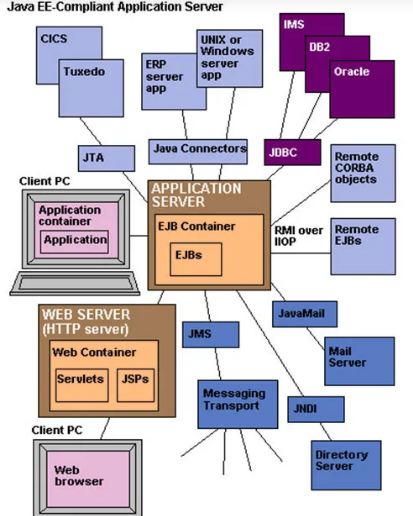 Java EE-Compliant Application Server
CICS
Tuxedo
ERP
server
app
UNIX or
Windows
server
app
IMS
DB2
Oracle
JTA
Java Connectors
JDBC
Remote
CORBA
objects
Client PC
Application
container
Application
APPLICATION
SERVER
EJB Container
EJBs
RMI over
IIOP
Remote
EJBs
WEB SERVER
(HTTP server)
Web Container
Servlets
JSPs
JMS
JavaMail
Mail
Server
Messaging
Transport
JNDI
Directory
Server
Client PC
Web
browser